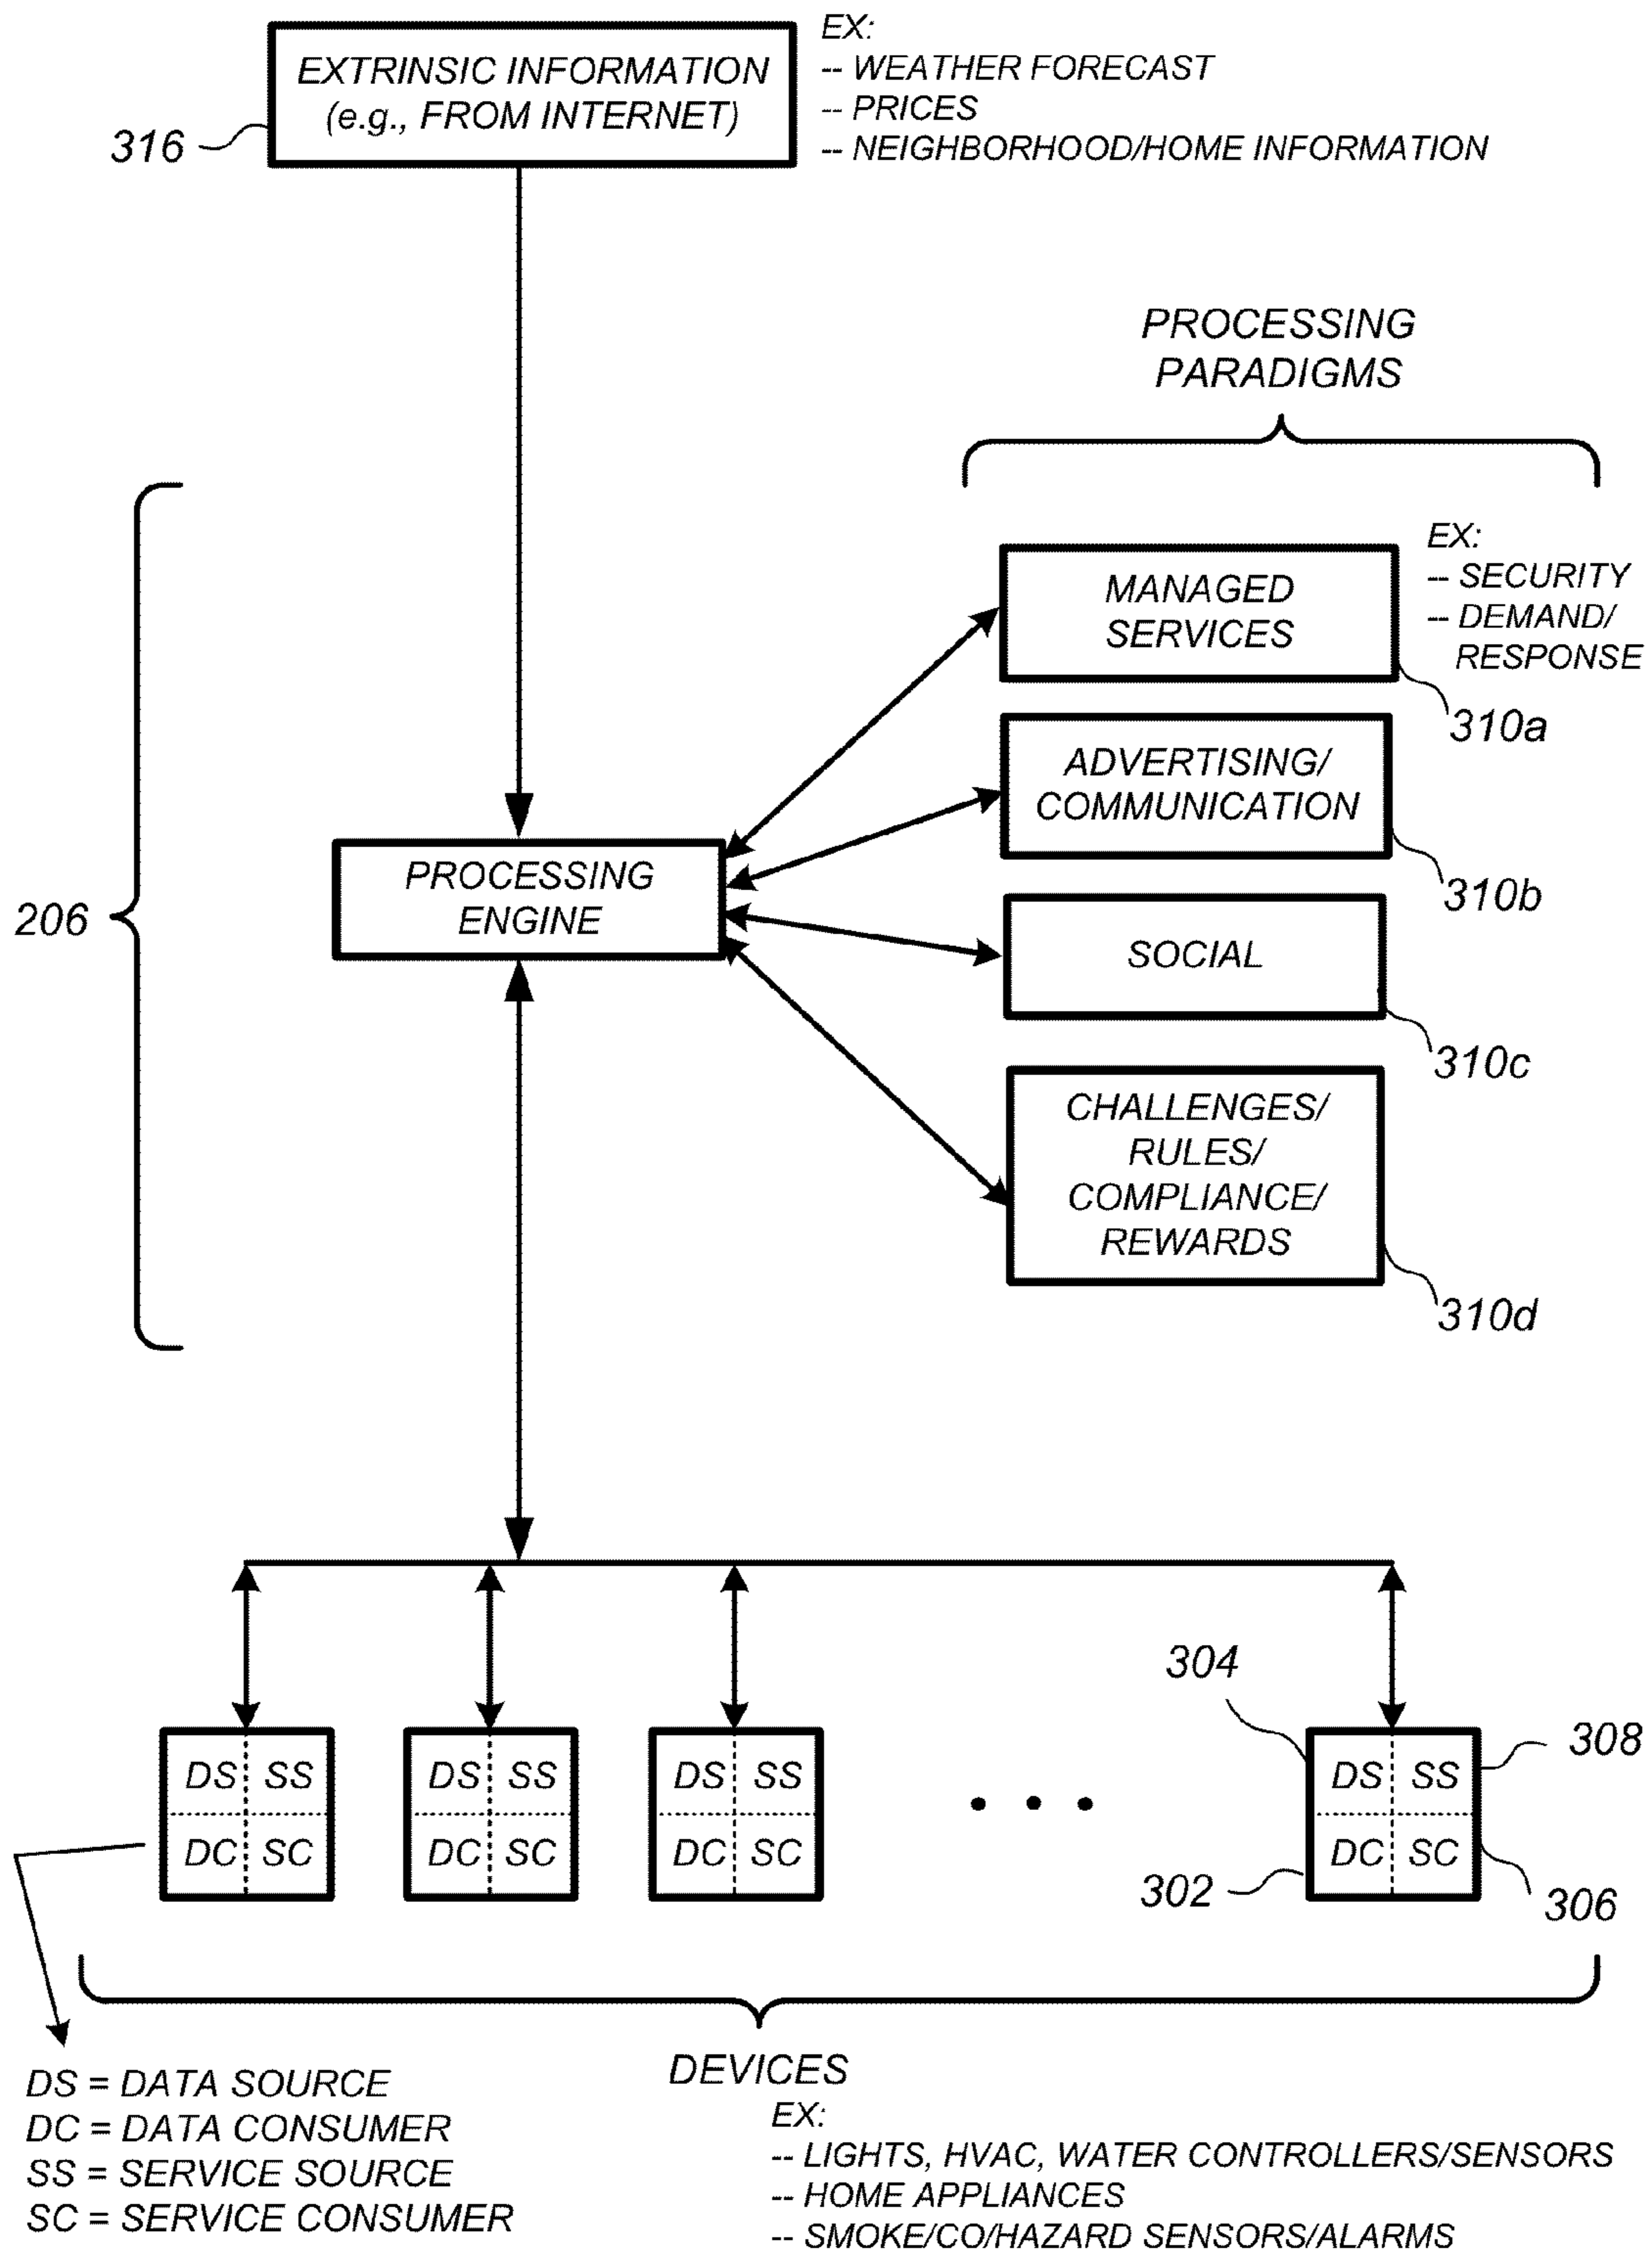 EXTRINSIC INFORMATION
(e.g., FROM INTERNET)
316
EX:
-- WEATHER FORECAST
-- PRICES
-- NEIGHBORHOOD/HOME INFORMATION
PROCESSING
PARADIGMS
MANAGED
SERVICES
EX:
-- SECURITY
-- DEMAND/
RESPONSE
310a
ADVERTISING/
COMMUNICATION
310b
206
PROCESSING
ENGINE
SOCIAL
310c
CHALLENGES/
RULES/
COMPLIANCE/
REWARDS
310d
DS SS
DC SC
DS SS
DC SC
DS SS
DC SC
304
DS SS
DC SC
308
302
306
DS = DATA SOURCE
DC = DATA CONSUMER
SS = SERVICE SOURCE
SC = SERVICE CONSUMER
DEVICES
EX:
-- LIGHTS, HVAC, WATER CONTROLLERS/SENSORS
-- HOME APPLIANCES
-- SMOKE/CO/HAZARD SENSORS/ALARMS